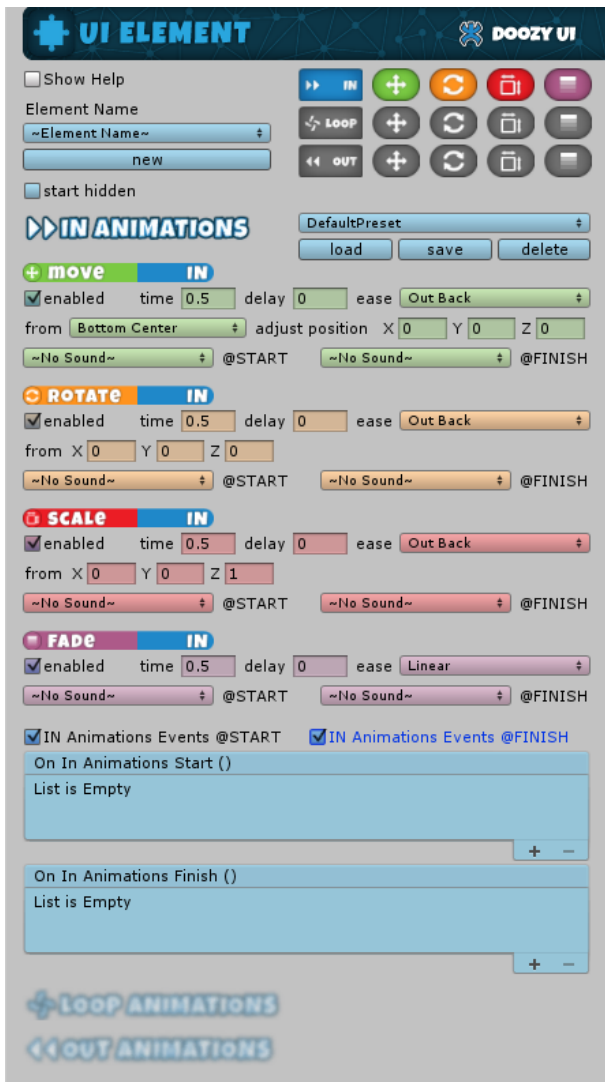 UI ELEMENT DOOZY UI
Show Help IN
Element Name LOOP
~Element Name~
new OUT
start hidden
IN ANIMATIONS DefaultPreset
load save delete
move IN
enabled time 0.5 delay 0 ease Out Back
from Bottom Center adjust position X 0 Y 0 Z 0
~No Sound~ @START ~No Sound~ @FINISH
ROTATE IN
enabled time 0.5 delay 0 ease Out Back
from X 0 Y 0 Z 0
~No Sound~ @START ~No Sound~ @FINISH
SCALE IN
enabled time 0.5 delay 0 ease Out Back
from X 0 Y 0 Z 1
~No Sound~ @START ~No Sound~ @FINISH
FADE IN
enabled time 0.5 delay 0 ease Linear
~No Sound~ @START ~No Sound~ @FINISH
IN Animations Events @START IN Animations Events @FINISH
On In Animations Start ()
List is Empty
+ −
On In Animations Finish ()
List is Empty
+ −
LOOP ANIMATIONS
OUT ANIMATIONS